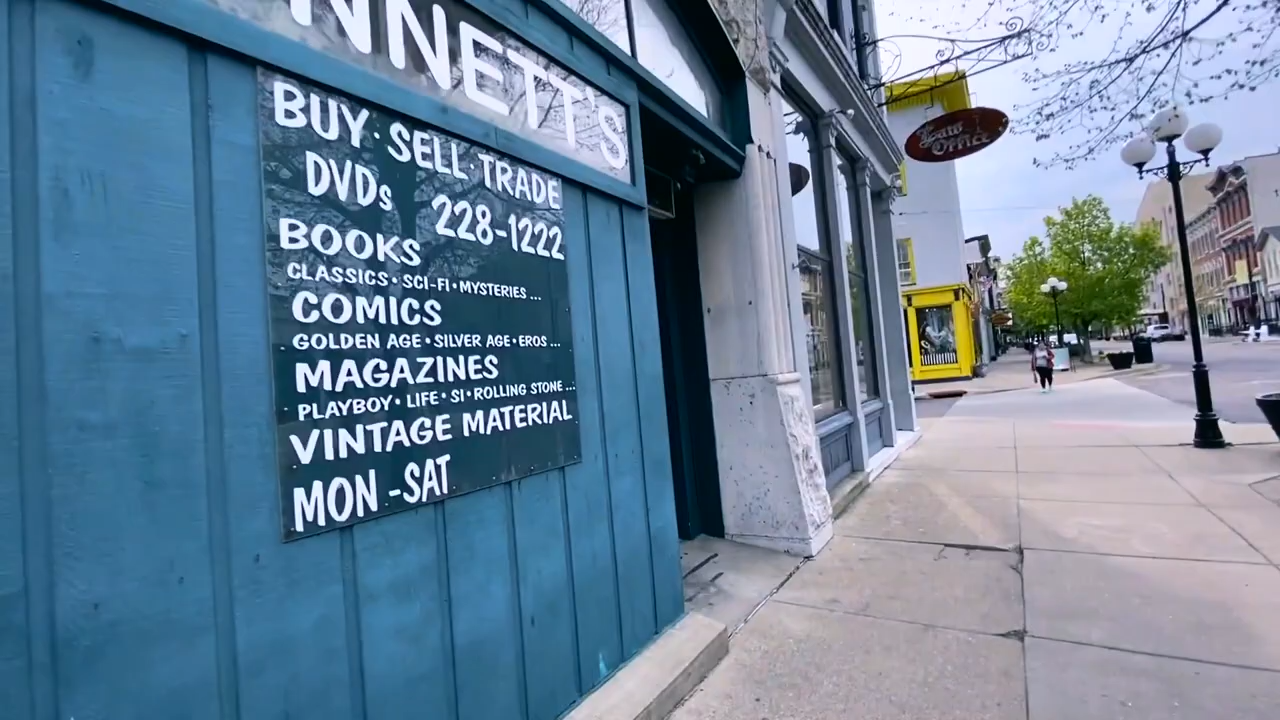 NNETT'S
BUY · SELL · TRADE
DVDs 228-1222
BOOKS
CLASSICS · SCI-FI · MYSTERIES ...
COMICS
GOLDEN AGE · SILVER AGE · EROS ...
MAGAZINES
PLAYBOY · LIFE · SI · ROLLING STONE ...
VINTAGE MATERIAL
MON - SAT
Law
Office